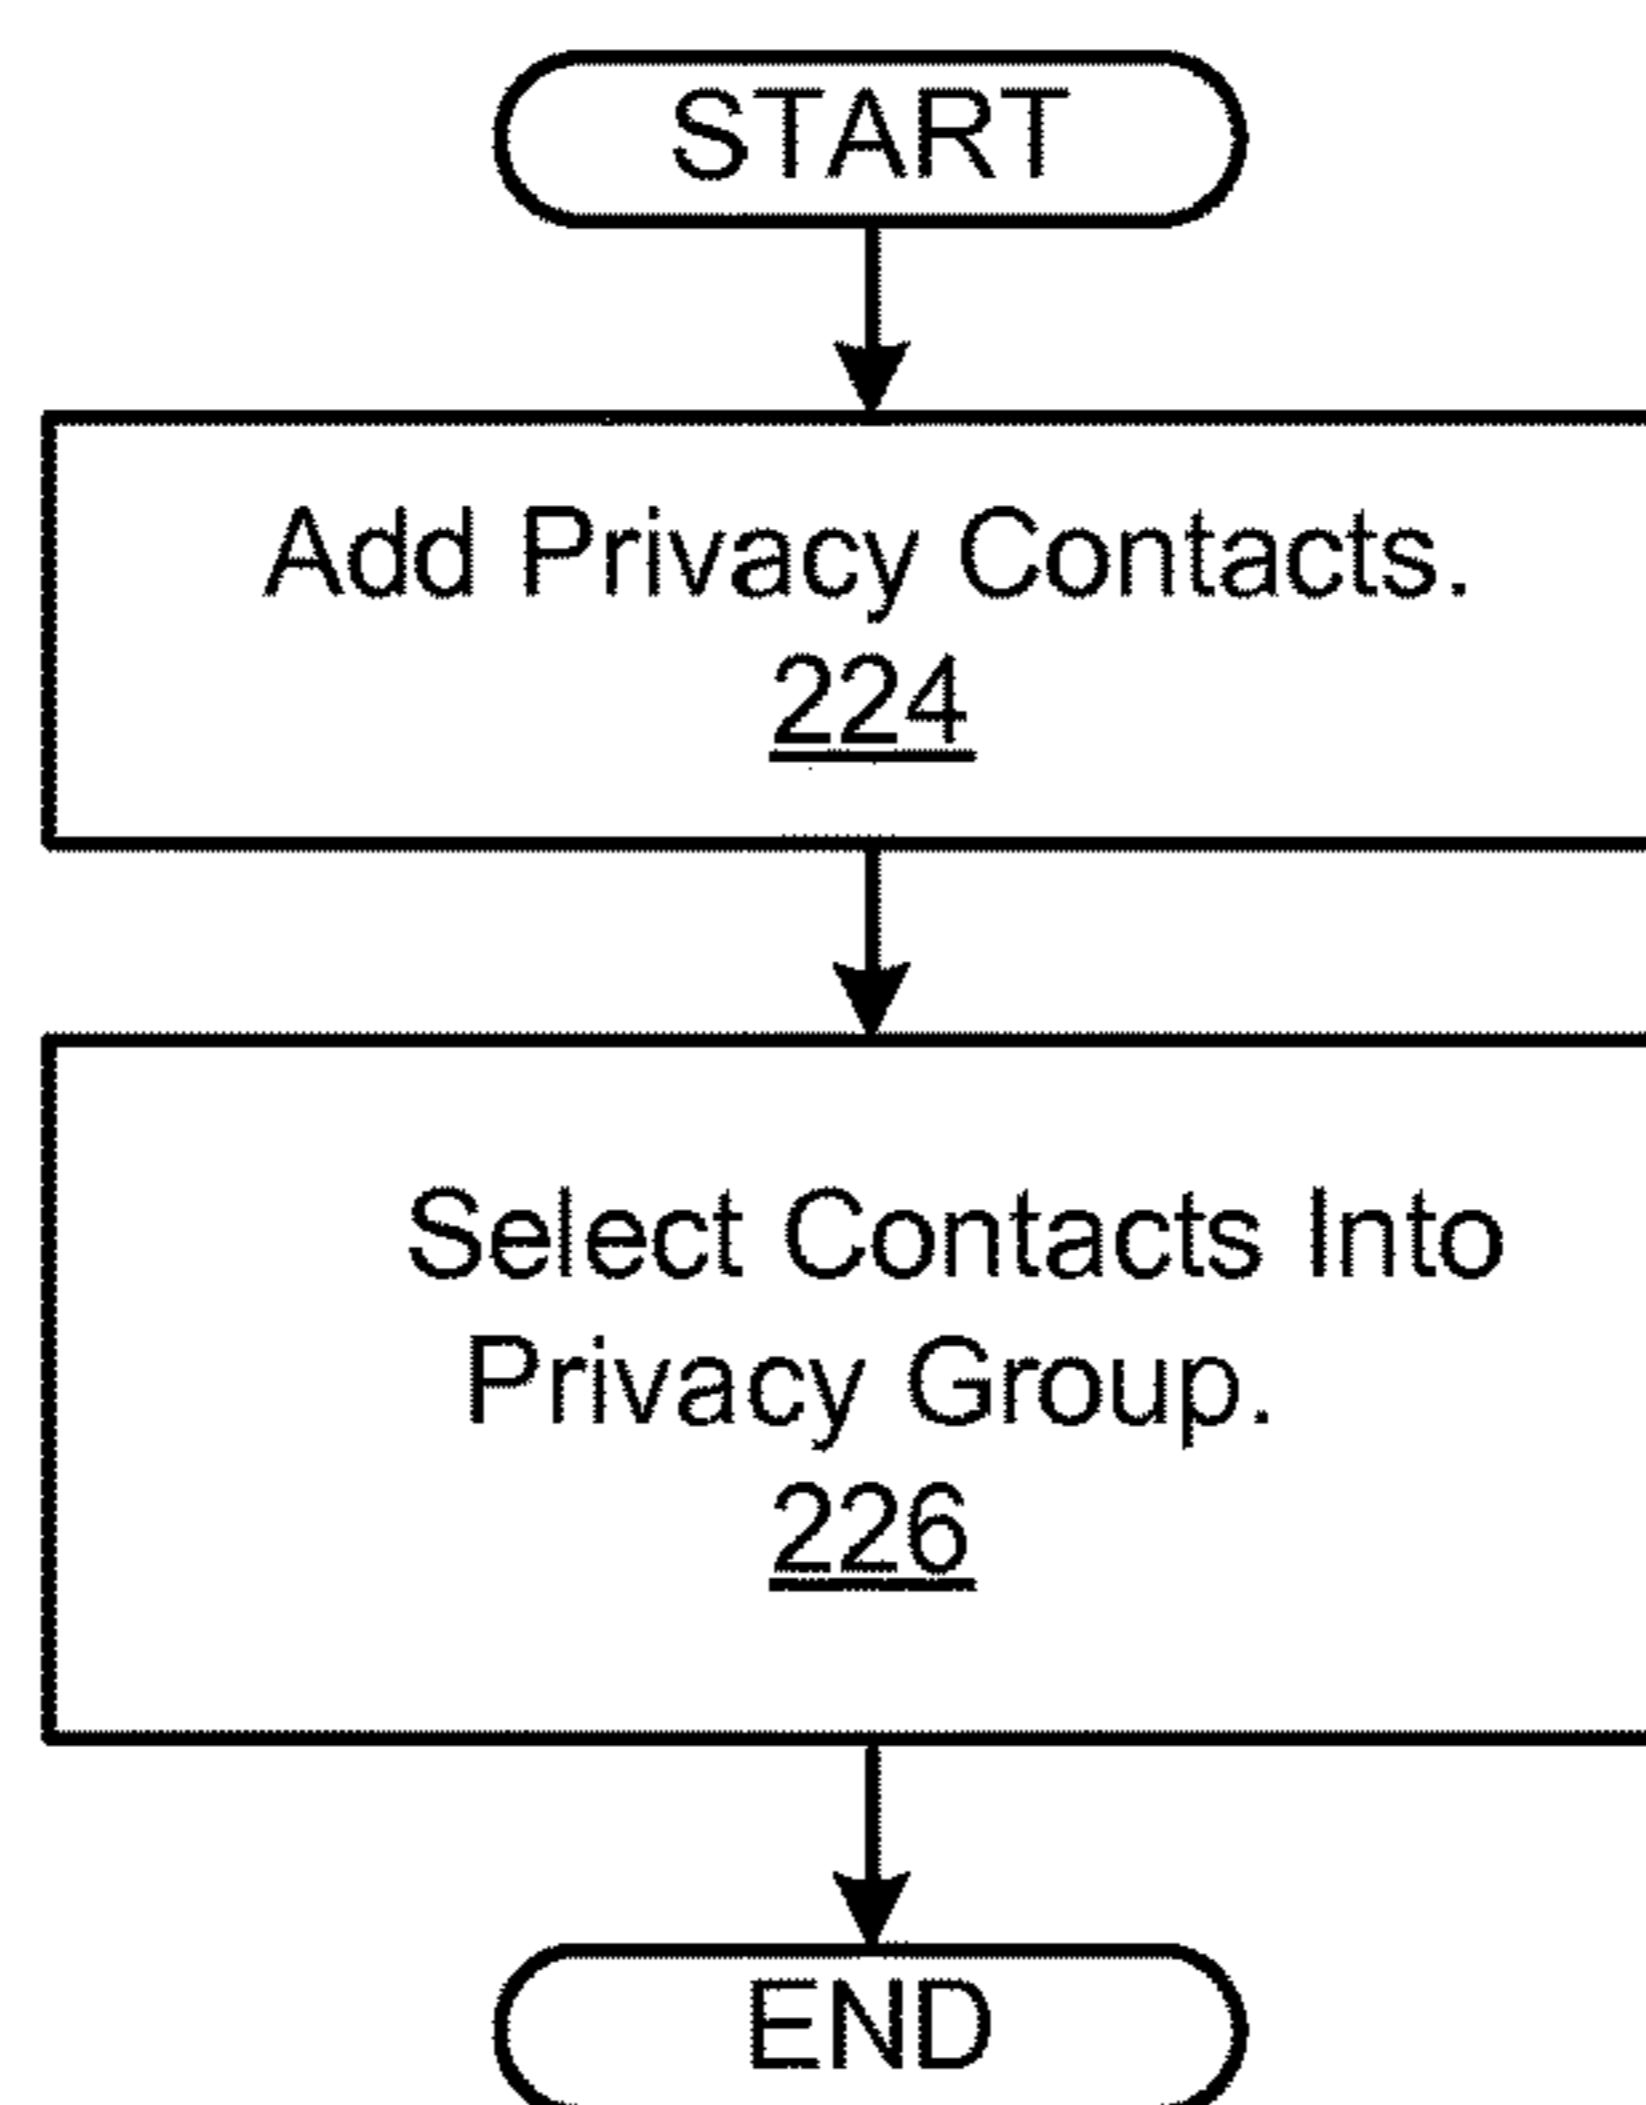 START
Add Privacy Contacts.
224
Select Contacts Into
Privacy Group.
226
END